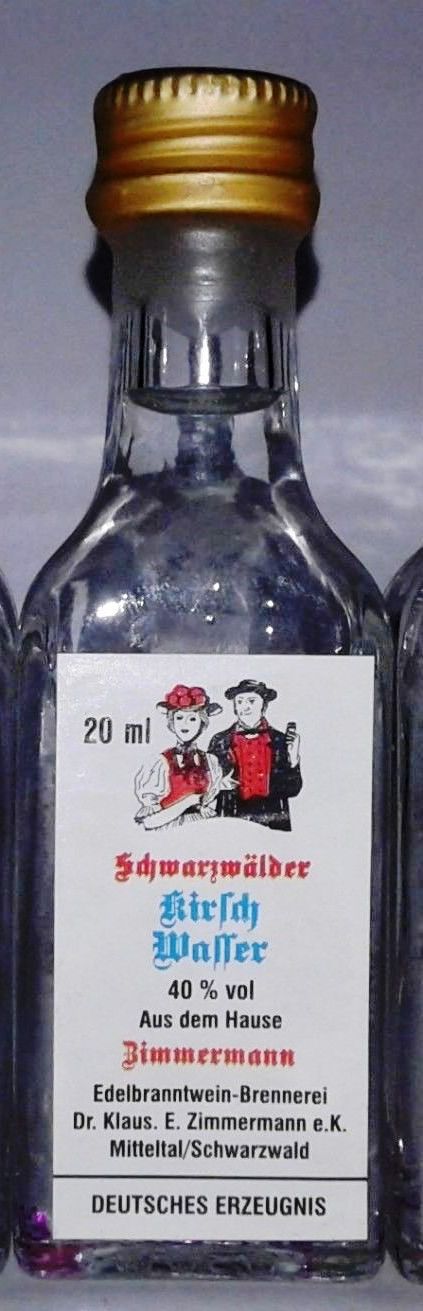 20 ml
Schwarzwälder
Kirſch
Waſſer
40 % vol
Aus dem Hause
Zimmermann
Edelbranntwein-Brennerei
Dr. Klaus. E. Zimmermann e.K.
Mitteltal/Schwarzwald
DEUTSCHES ERZEUGNIS